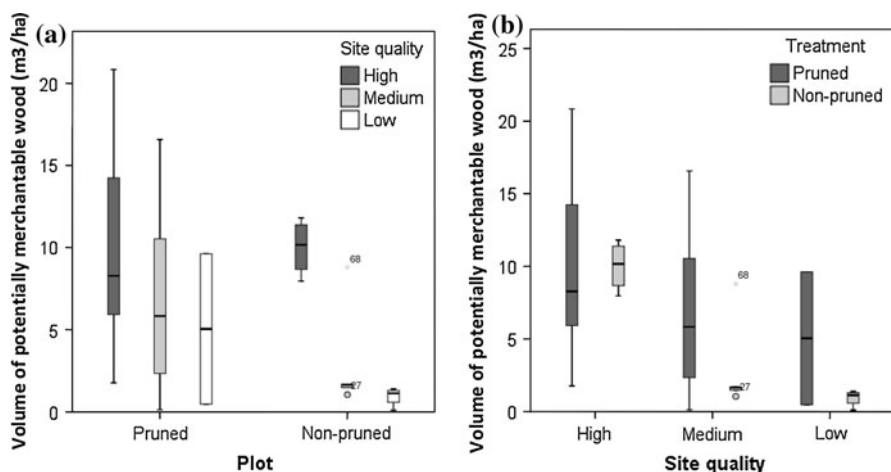 (a)
Volume of potentially merchantable wood (m3/ha)
20
15
10
5
0
Site quality
High
Medium
Low
68
27
Pruned
Non-pruned
Plot
(b)
Volume of potentially merchantable wood (m3/ha)
25
20
15
10
5
0
Treatment
Pruned
Non-pruned
68
27
High
Medium
Low
Site quality